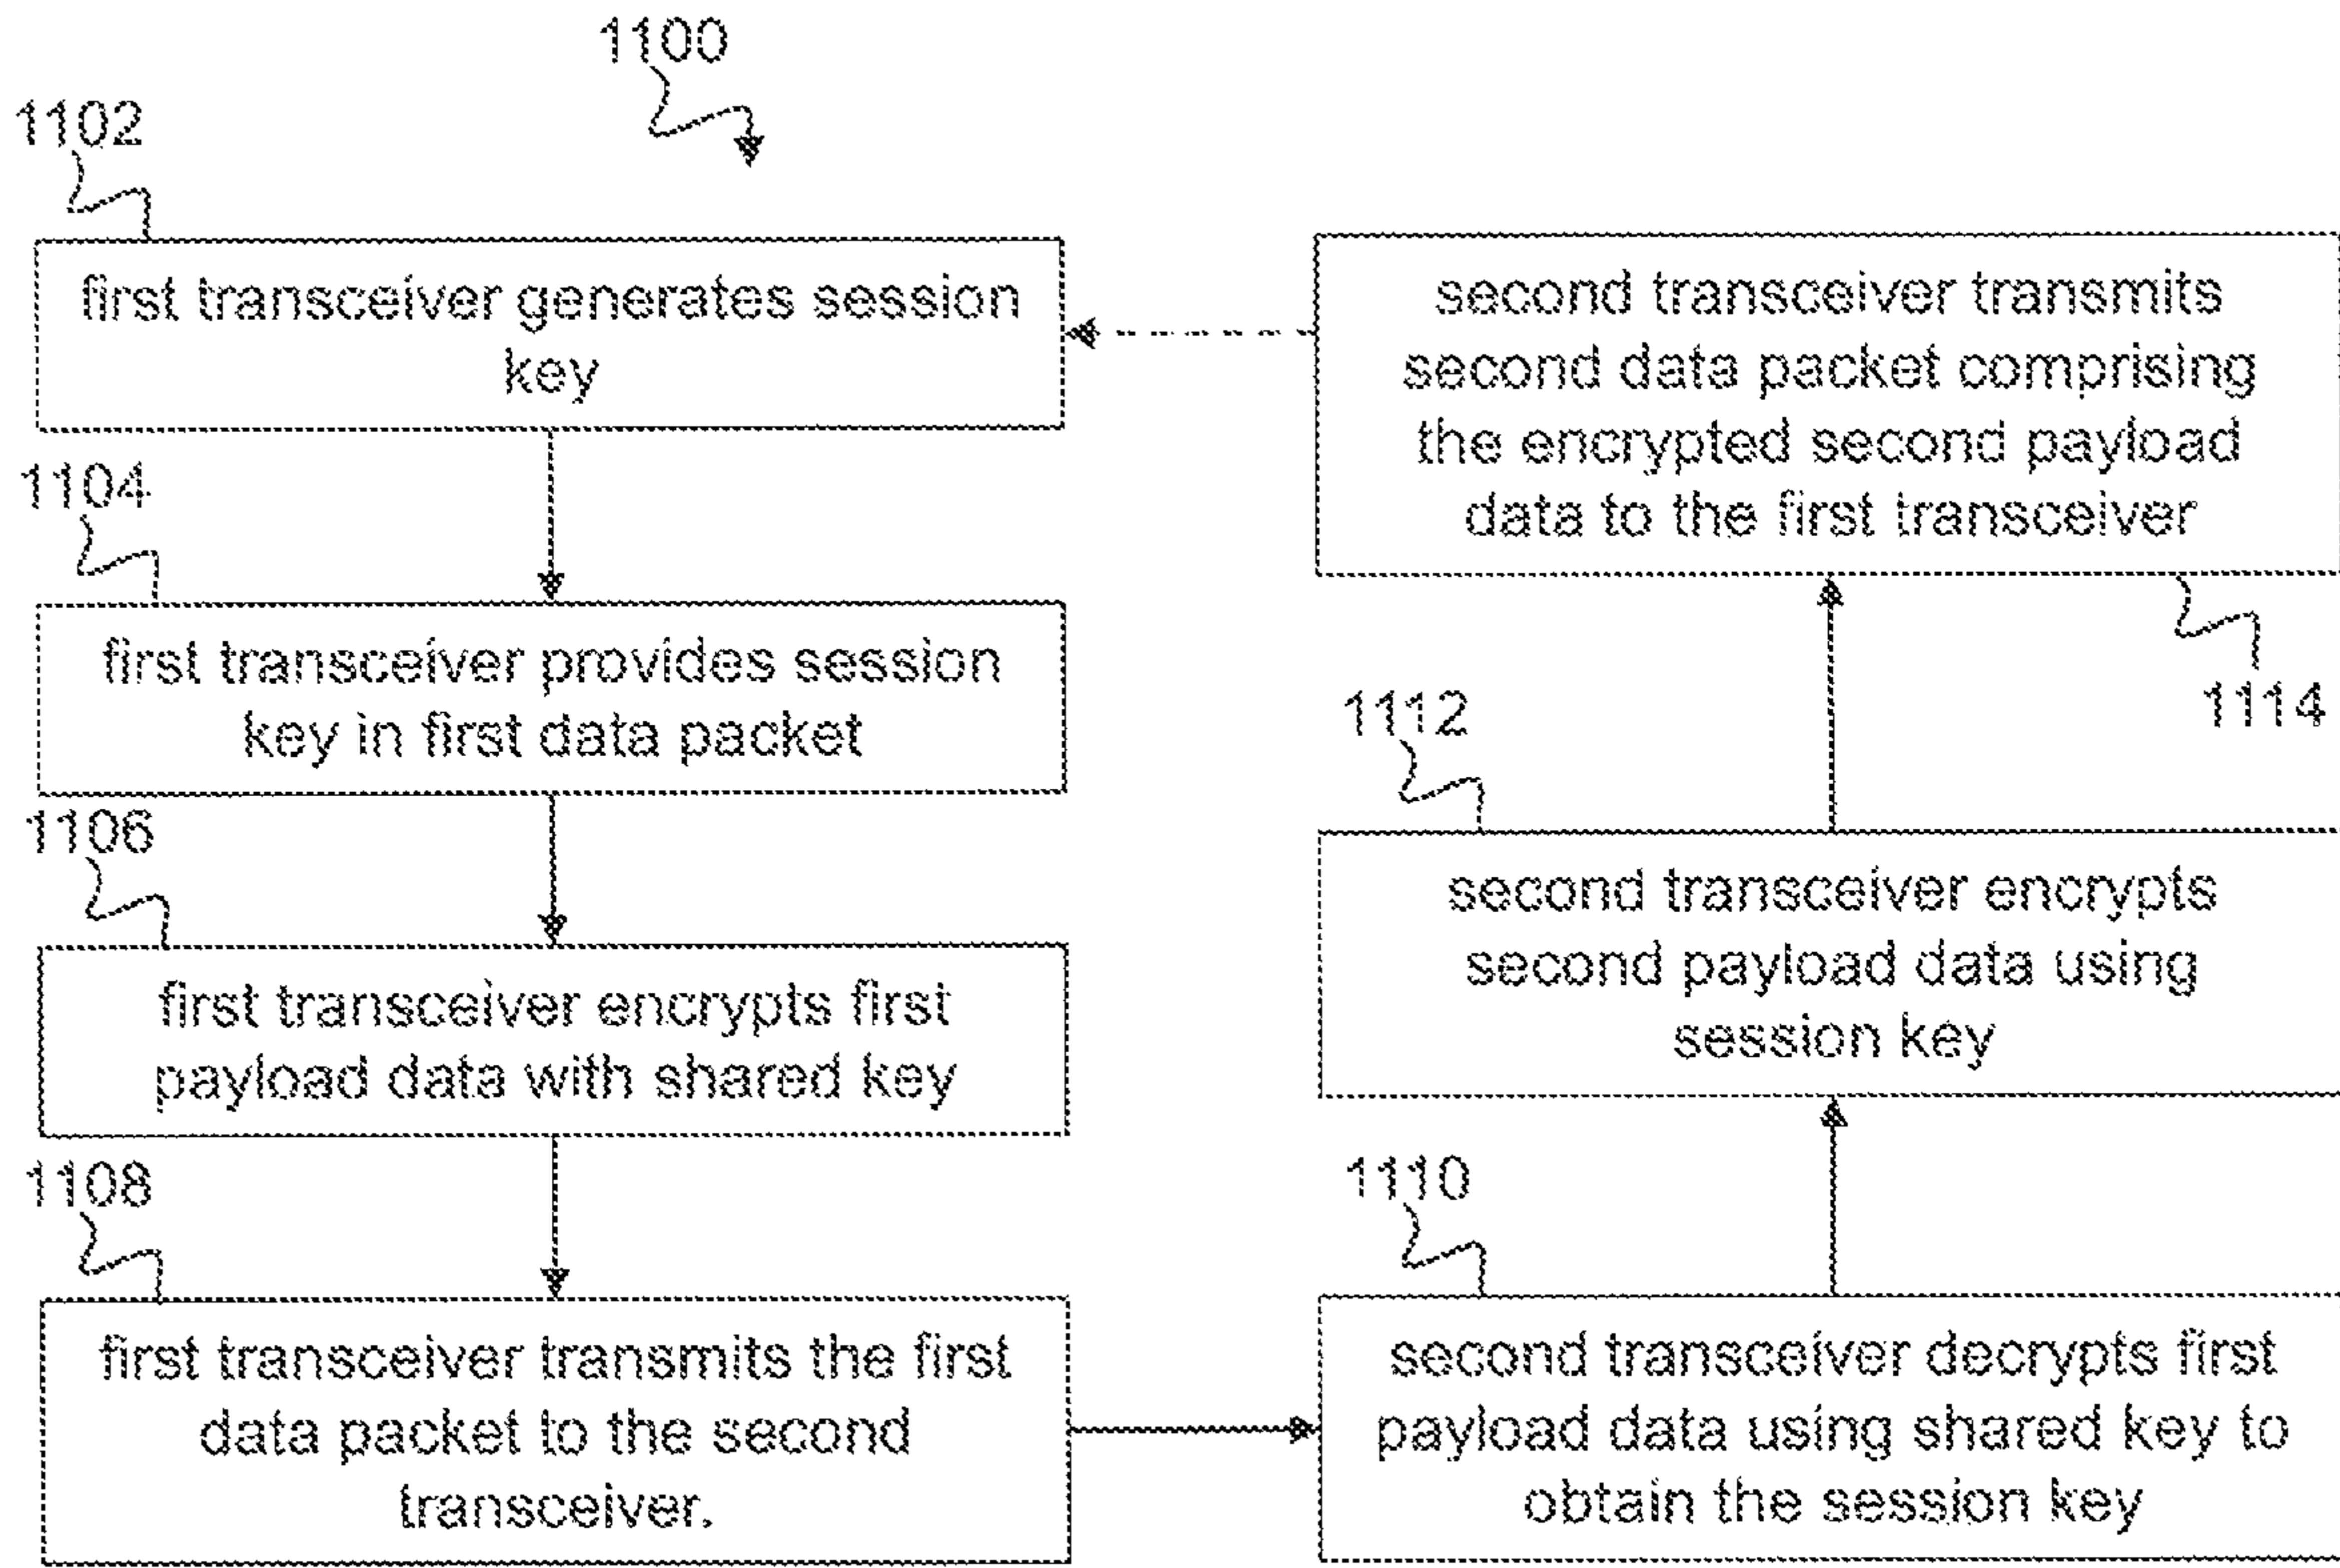 1100
1102
first transceiver generates session
key
1104
first transceiver provides session
key in first data packet
1106
first transceiver encrypts first
payload data with shared key
1108
first transceiver transmits the first
data packet to the second
transceiver.
1110
second transceiver decrypts first
payload data using shared key to
obtain the session key
1112
second transceiver encrypts
second payload data using
session key
second transceiver transmits
second data packet comprising
the encrypted second payload
data to the first transceiver
1114